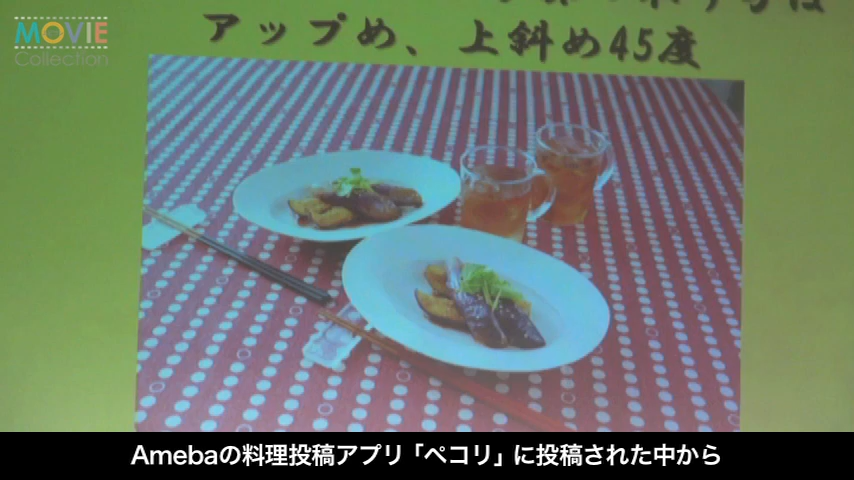 MOVIE
Collection
は
アップめ、上斜め45度
Amebaの料理投稿アプリ「ペコリ」に投稿された中から